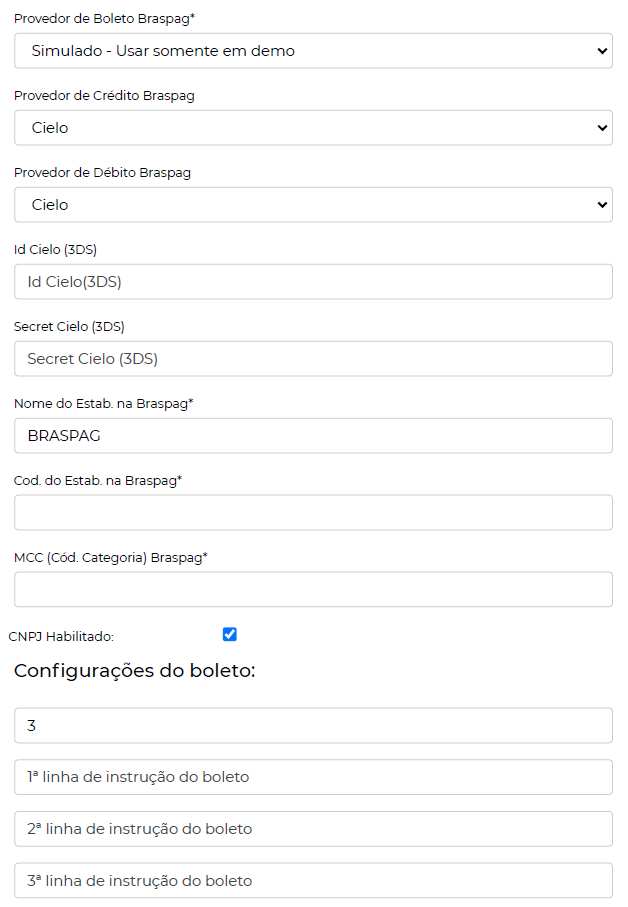 Provedor de Boleto Braspag*
Simulado - Usar somente em demo
Provedor de Crédito Braspag
Cielo
Provedor de Débito Braspag
Cielo
Id Cielo (3DS)
Id Cielo(3DS)
Secret Cielo (3DS)
Secret Cielo (3DS)
Nome do Estab. na Braspag*
BRASPAG
Cod. do Estab. na Braspag*
MCC (Cód. Categoria) Braspag*
CNPJ Habilitado:
Configurações do boleto:
3
1ª linha de instrução do boleto
2ª linha de instrução do boleto
3ª linha de instrução do boleto